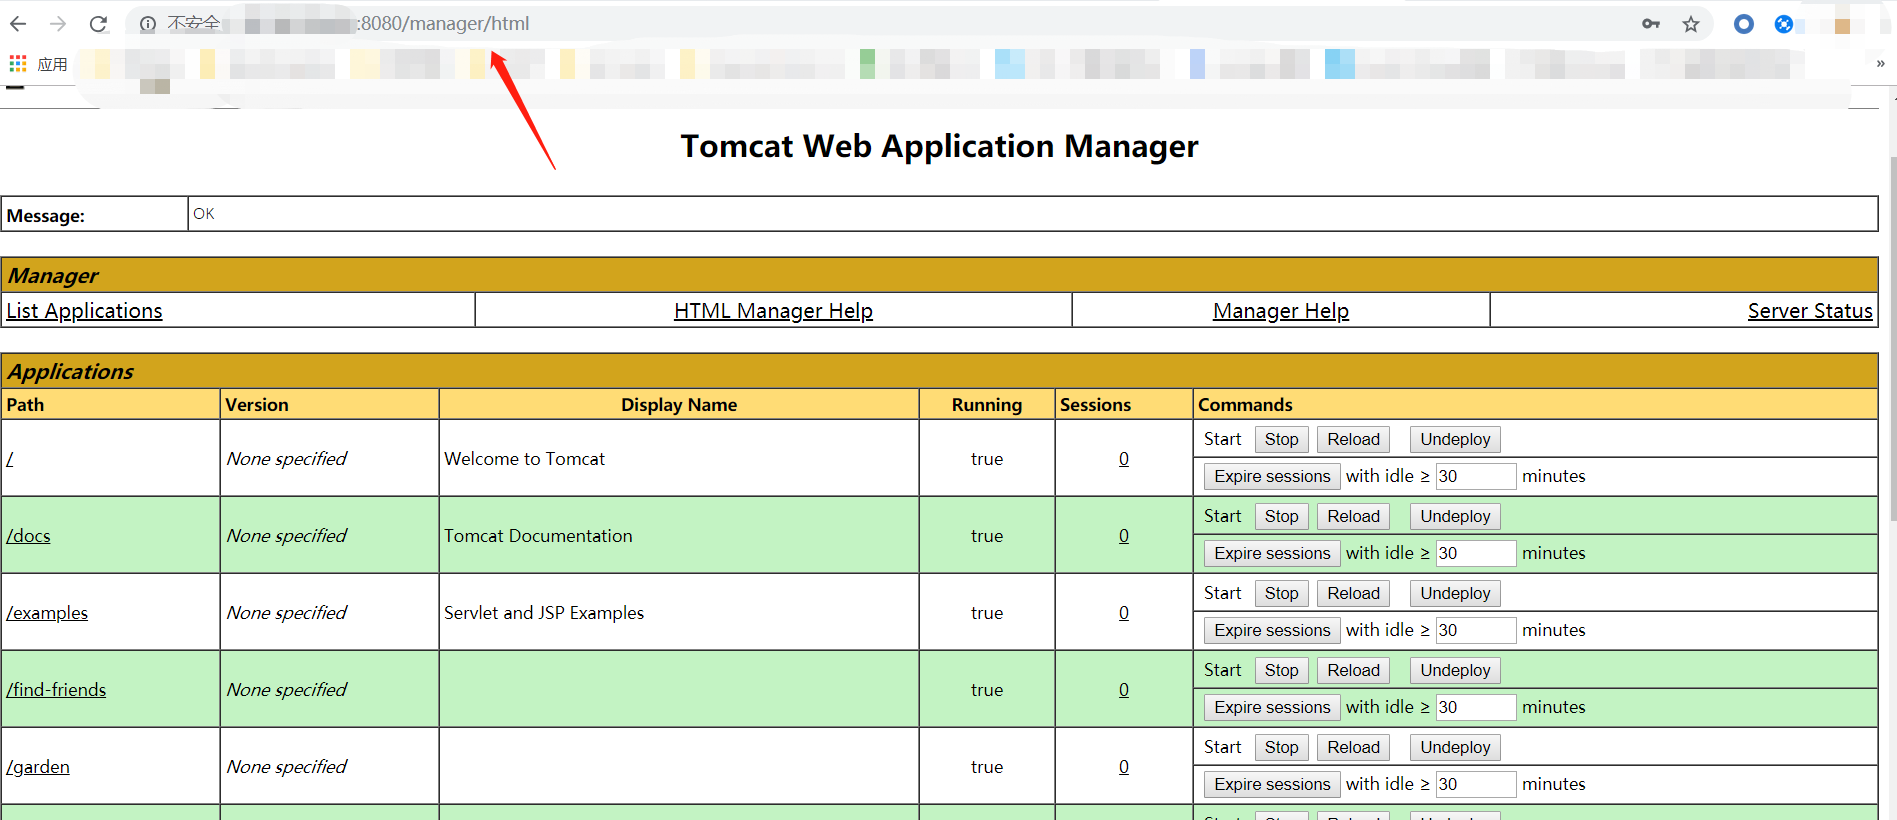 不安全 :8080/manager/html
应用 »
Tomcat Web Application Manager
Message: OK
Manager
List Applications HTML Manager Help Manager Help Server Status
Applications
Path Version Display Name Running Sessions Commands
/ None specified Welcome to Tomcat true 0 Start Stop Reload Undeploy
Expire sessions with idle ≥ 30 minutes
/docs None specified Tomcat Documentation true 0 Start Stop Reload Undeploy
Expire sessions with idle ≥ 30 minutes
/examples None specified Servlet and JSP Examples true 0 Start Stop Reload Undeploy
Expire sessions with idle ≥ 30 minutes
/find-friends None specified true 0 Start Stop Reload Undeploy
Expire sessions with idle ≥ 30 minutes
/garden None specified true 0 Start Stop Reload Undeploy
Expire sessions with idle ≥ 30 minutes